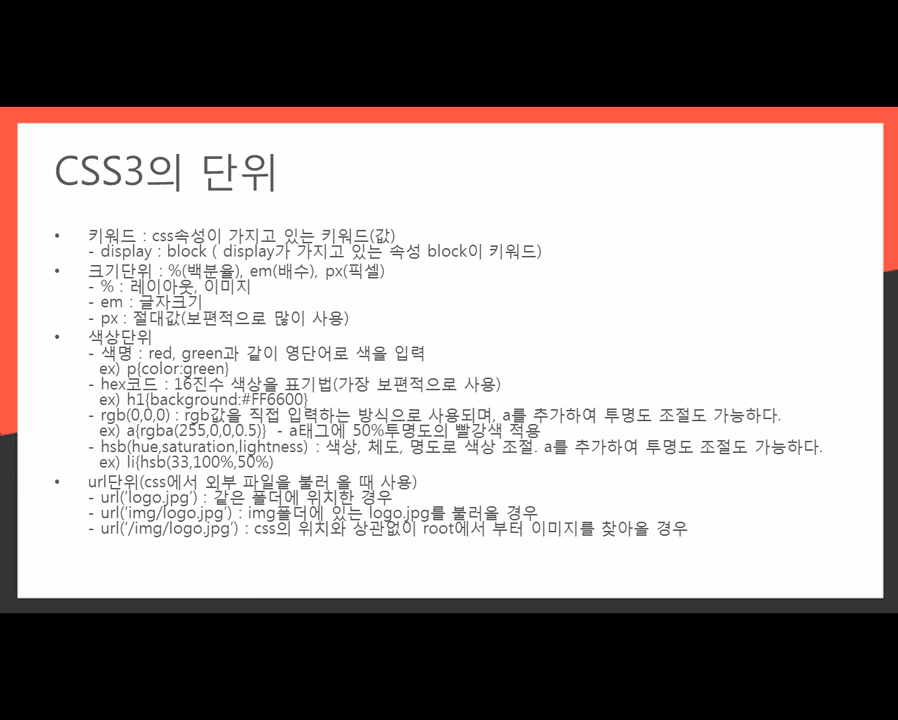 CSS3의 단위
• 키워드 : css속성이 가지고 있는 키워드(값)
- display : block ( display가 가지고 있는 속성 block이 키워드)
• 크기단위 : %(백분율), em(배수), px(픽셀)
- % : 레이아웃, 이미지
- em : 글자크기
- px : 절대값(보편적으로 많이 사용)
• 색상단위
- 색명 : red, green과 같이 영단어로 색을 입력
ex) p{color:green}
- hex코드 : 16진수 색상을 표기법(가장 보편적으로 사용)
ex) h1{background:#FF6600}
- rgb(0,0,0) : rgb값을 직접 입력하는 방식으로 사용되며, a를 추가하여 투명도 조절도 가능하다.
ex) a{rgba(255,0,0,0.5)} - a태그에 50%투명도의 빨강색 적용
- hsb(hue,saturation,lightness) : 색상, 체도, 명도로 색상 조절. a를 추가하여 투명도 조절도 가능하다.
ex) li{hsb(33,100%,50%)
• url단위(css에서 외부 파일을 불러 올 때 사용)
- url('logo.jpg') : 같은 폴더에 위치한 경우
- url('img/logo.jpg') : img폴더에 있는 logo.jpg를 불러올 경우
- url('/img/logo.jpg') : css의 위치와 상관없이 root에서 부터 이미지를 찾아올 경우